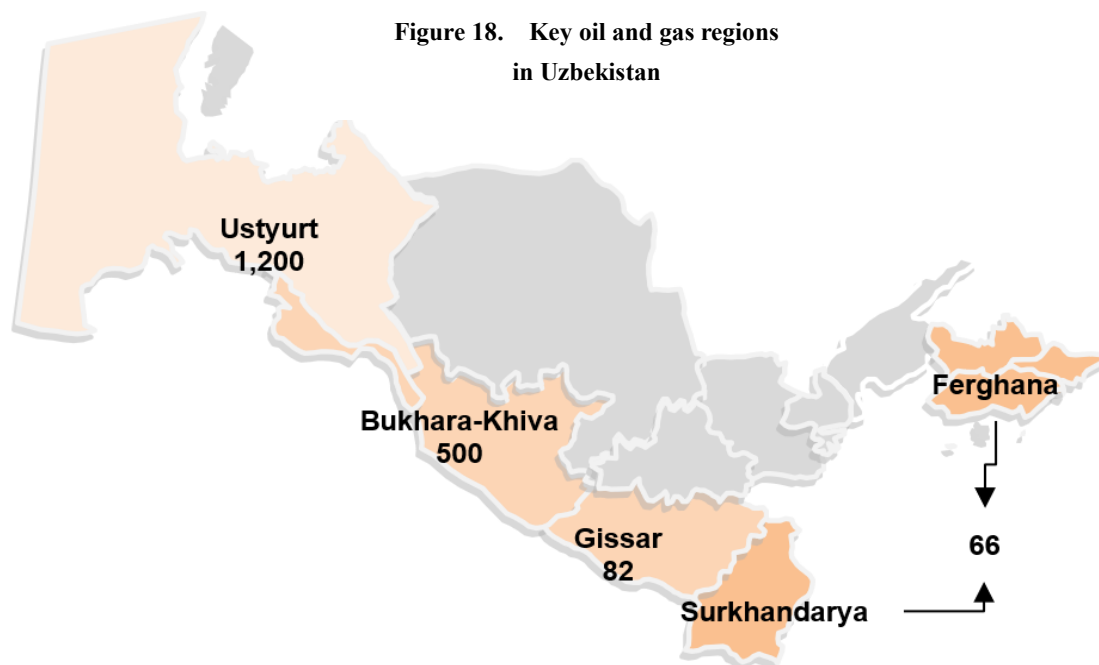 Figure 18. Key oil and gas regions
in Uzbekistan
Ustyurt
1,200
Ferghana
Bukhara-Khiva
500
Gissar
82
66
Surkhandarya